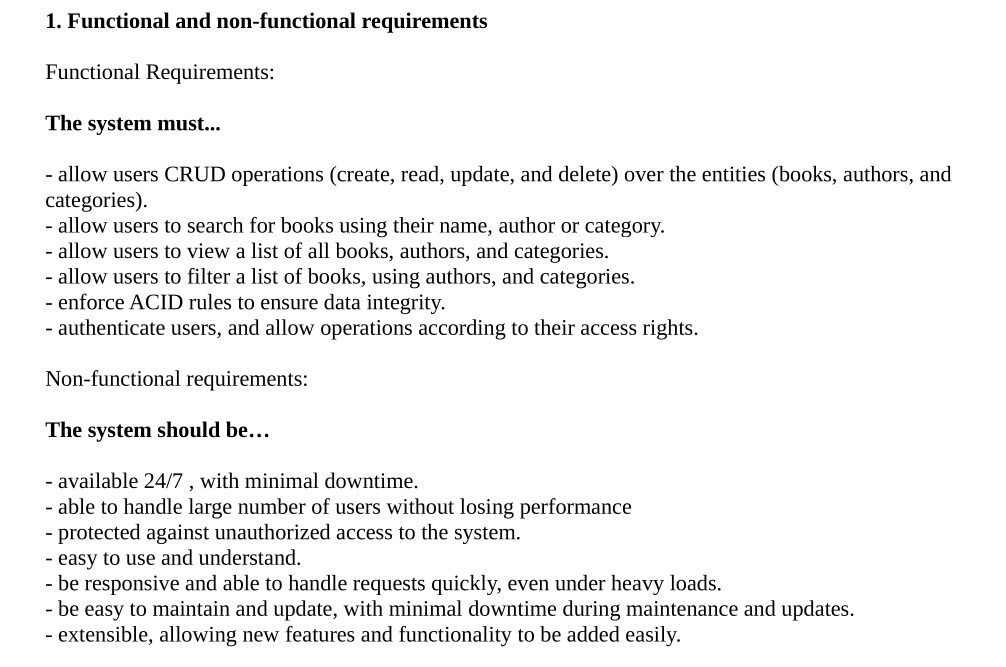 1. Functional and non-functional requirements
Functional Requirements:
The system must...
- allow users CRUD operations (create, read, update, and delete) over the entities (books, authors, and
categories).
- allow users to search for books using their name, author or category.
- allow users to view a list of all books, authors, and categories.
- allow users to filter a list of books, using authors, and categories.
- enforce ACID rules to ensure data integrity.
- authenticate users, and allow operations according to their access rights.
Non-functional requirements:
The system should be…
- available 24/7 , with minimal downtime.
- able to handle large number of users without losing performance
- protected against unauthorized access to the system.
- easy to use and understand.
- be responsive and able to handle requests quickly, even under heavy loads.
- be easy to maintain and update, with minimal downtime during maintenance and updates.
- extensible, allowing new features and functionality to be added easily.